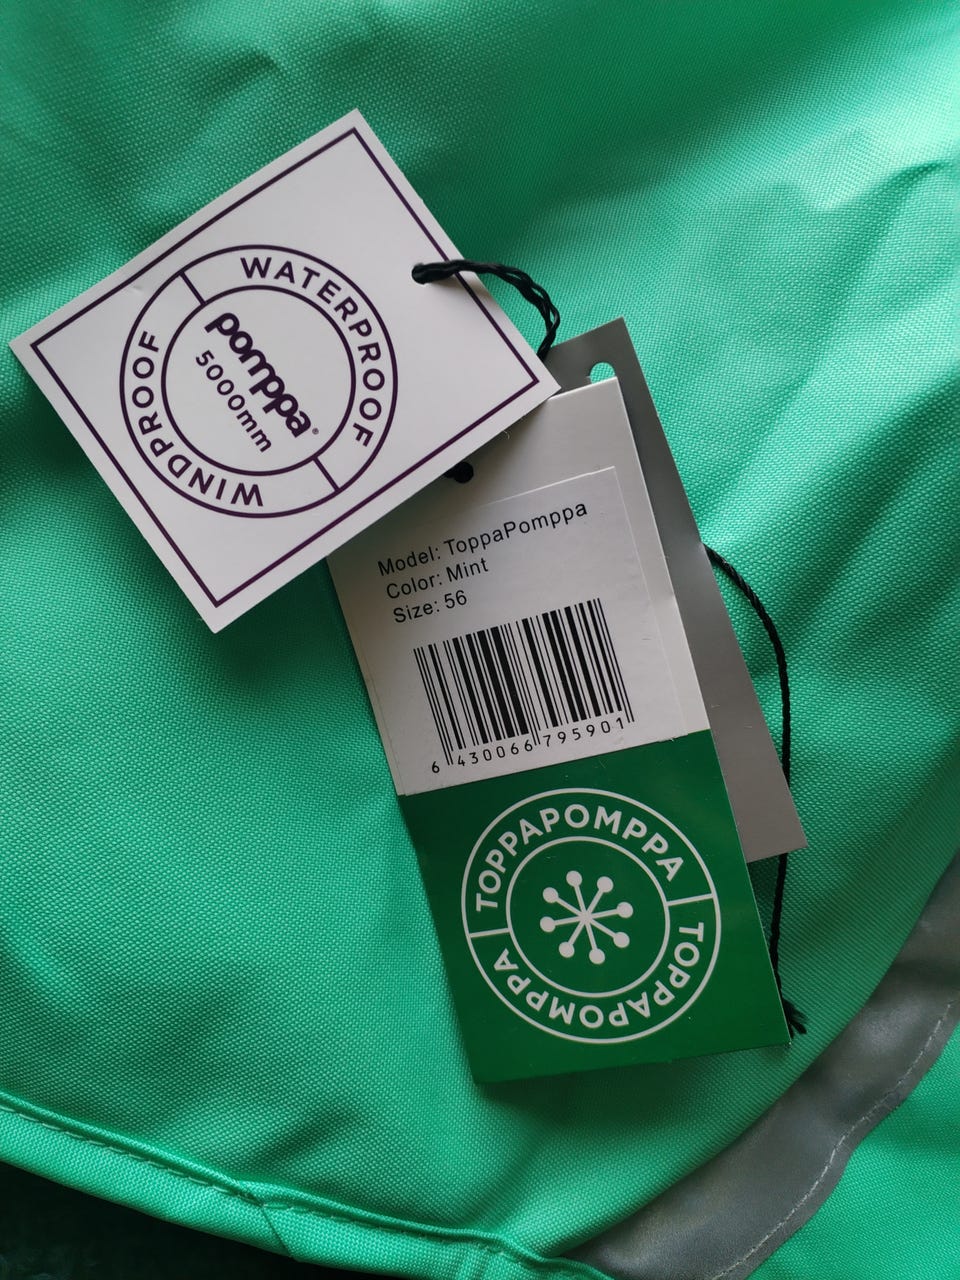 WATERPROOF
pomppa®
5000mm
WINDPROOF
Model: ToppaPomppa
Color: Mint
Size: 56
6 430066 795901
TOPPAPOMPPA
TOPPAPOMPPA